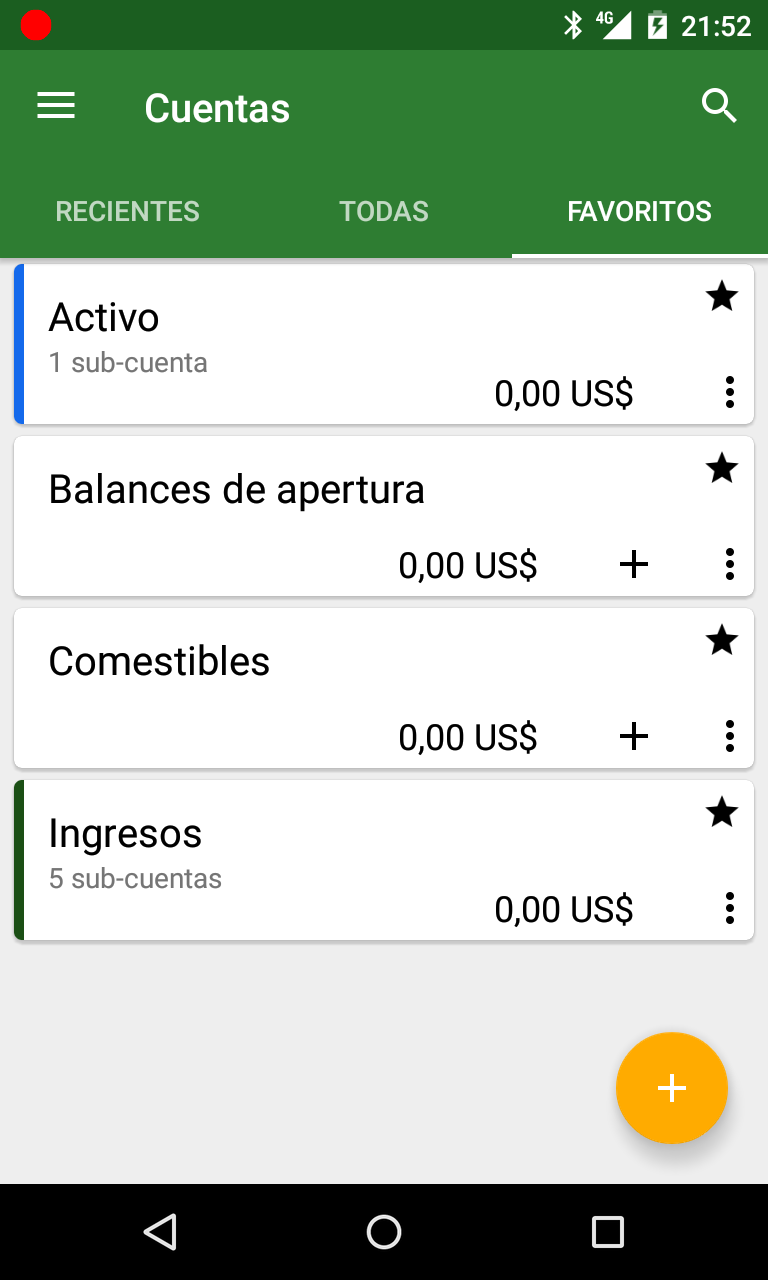 4G 21:52
Cuentas
RECIENTES TODAS FAVORITOS
Activo
1 sub-cuenta
0,00 US$
Balances de apertura
0,00 US$
Comestibles
0,00 US$
Ingresos
5 sub-cuentas
0,00 US$